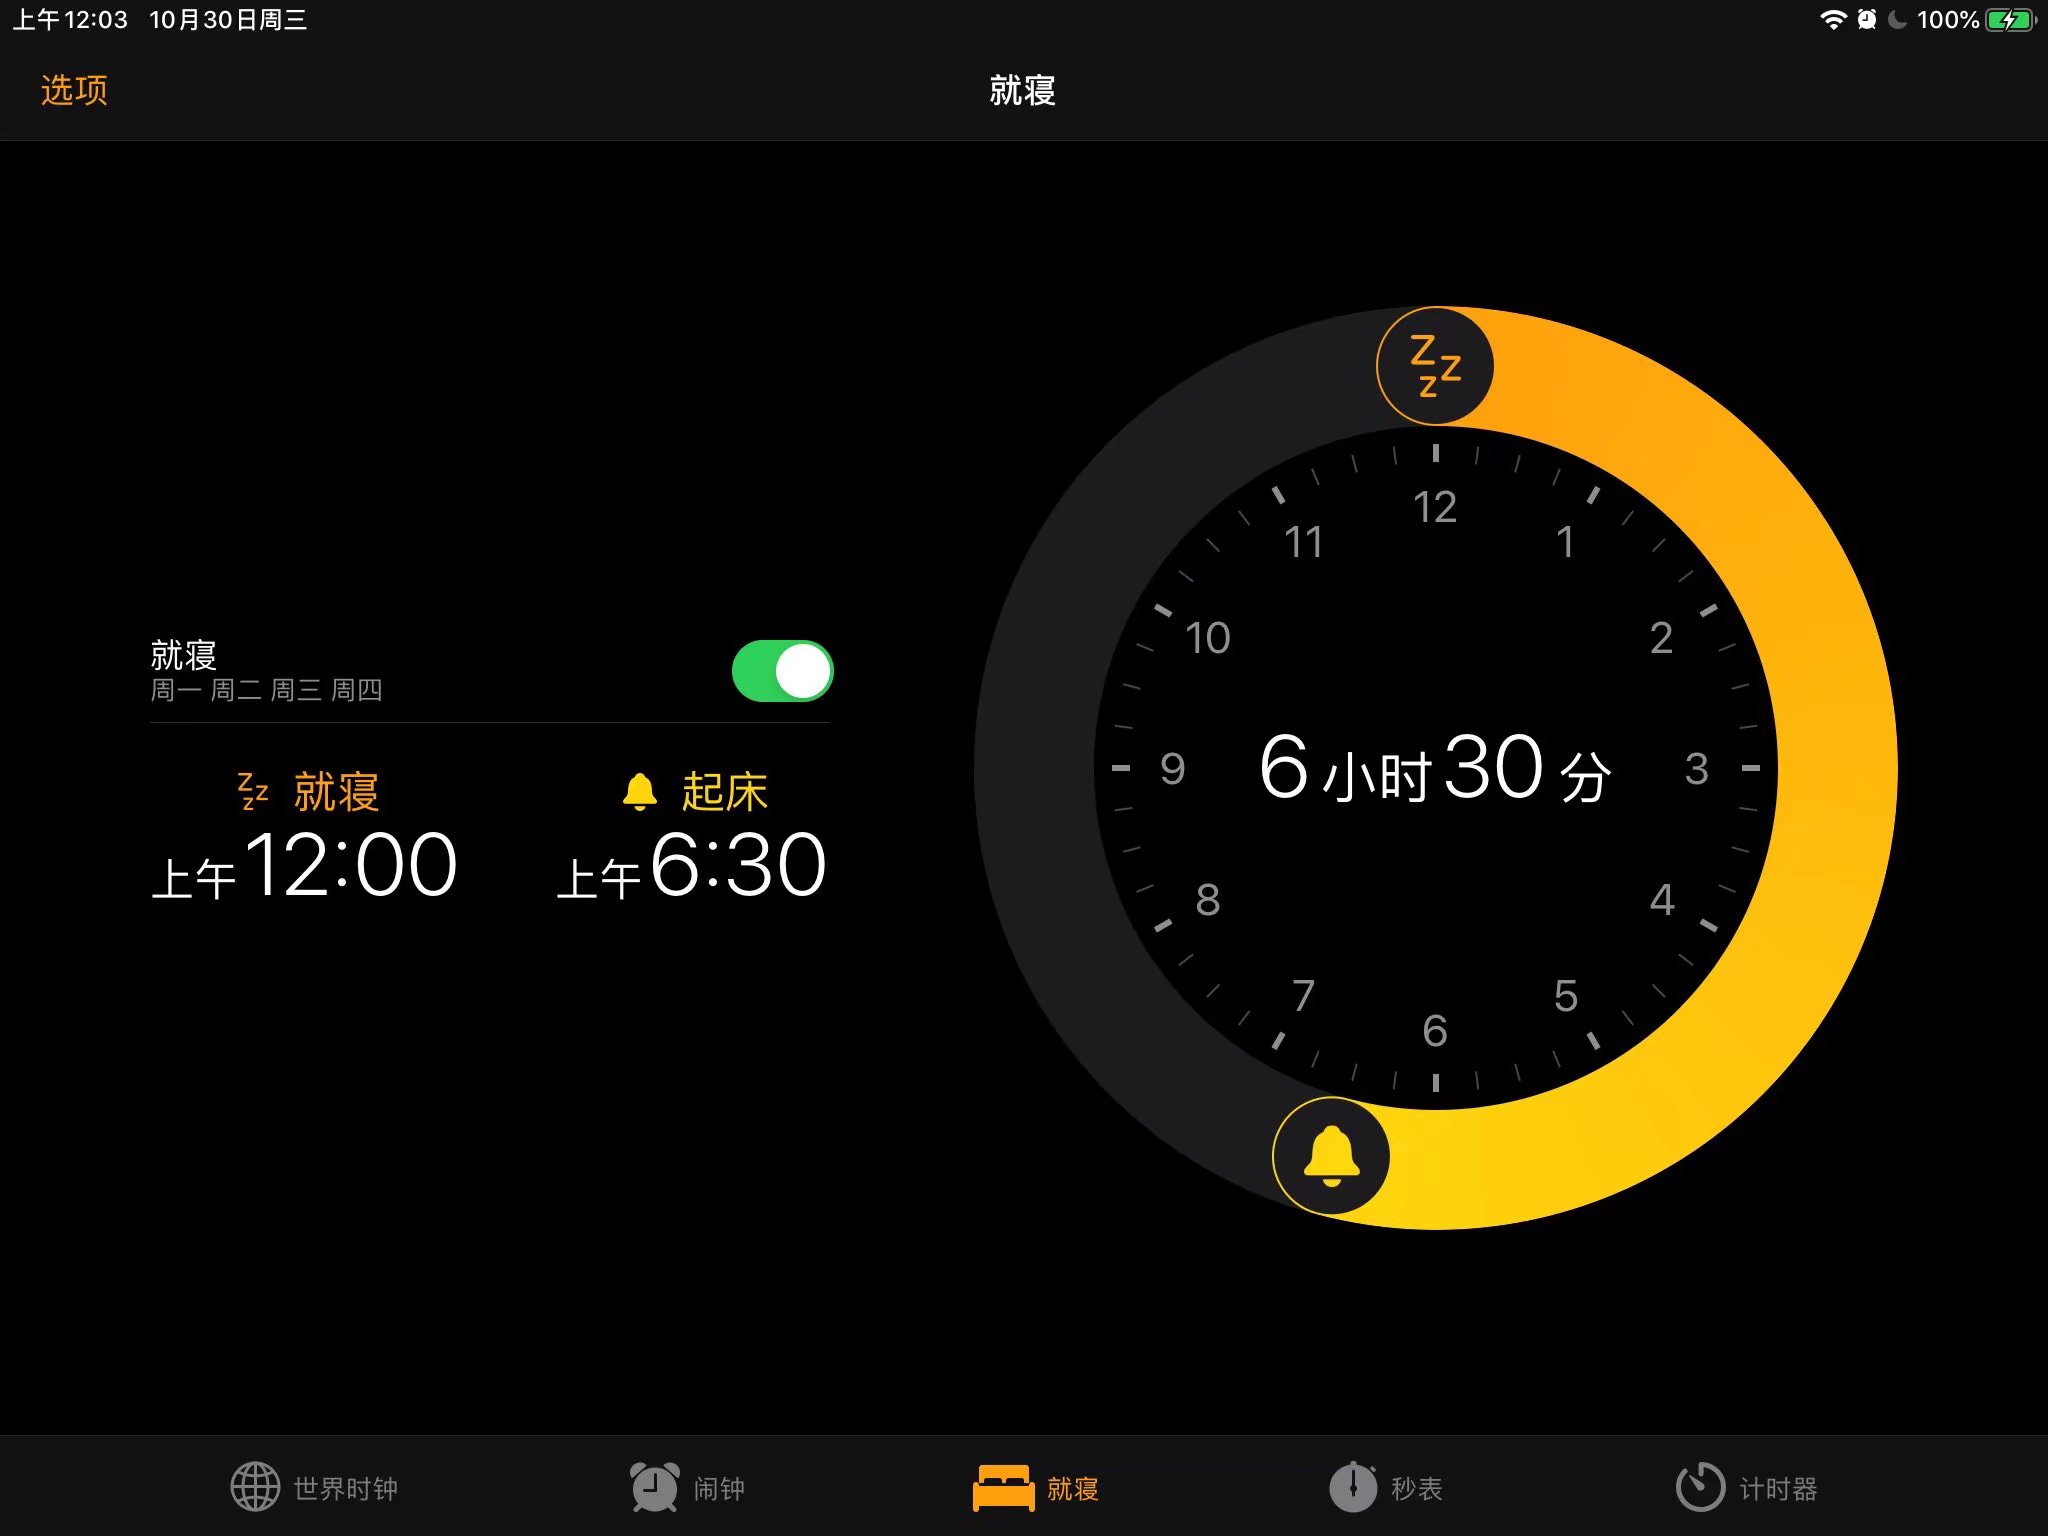 上午12:03 10月30日周三 100%
选项
就寝
就寝
周一 周二 周三 周四
就寝 起床
上午12:00 上午6:30
12
1
2
3
4
5
6
7
8
9
10
11
6小时30分
世界时钟 闹钟 就寝 秒表 计时器